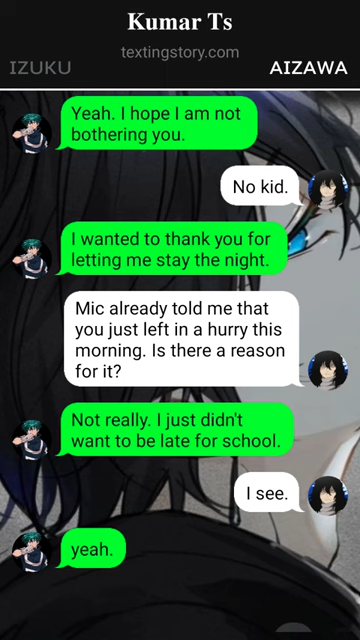 Kumar Ts
textingstory.com
IZUKU
AIZAWA
Yeah. I hope I am not
bothering you.
No kid.
I wanted to thank you for
letting me stay the night.
Mic already told me that
you just left in a hurry this
morning. Is there a reason
for it?
Not really. I just didn't
want to be late for school.
I see.
yeah.